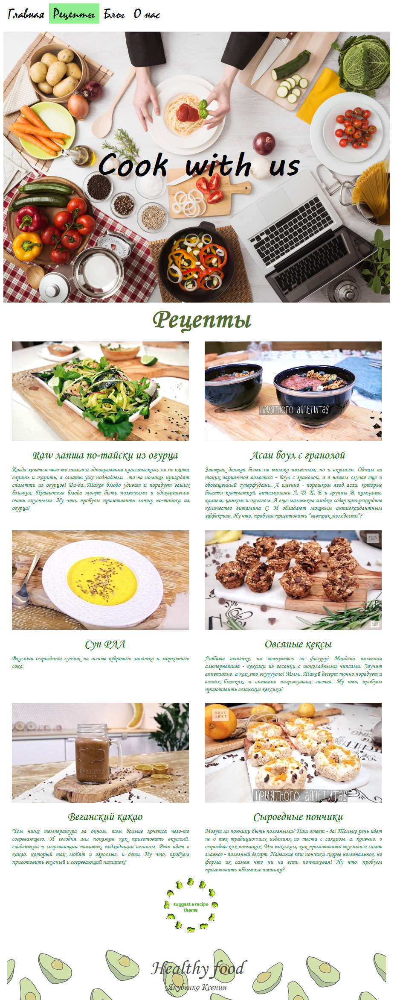 Главная Рецепты Блог О нас
Cook with us
Рецепты
ПРИЯТНОГО АППЕТИТА!
Raw лапша по-тайски из огурца
Когда хочется чего-то нового и одновременно классического, но не охота
варить и жарить, а салаты уже поднадоели....то на помощь приходят
спагетти из огурцов! Да-да. Такое блюдо удивит и порадует ваших
близких. Привычные блюда могут быть полезными и одновременно
очень вкусными. Ну что, пробуем приготовить лапшу по-тайски из
огурца?
Асаи боул с гранолой
Завтрак должен быть не только полезным, но и вкусным. Одним из
таких вариантов является - боул с гранолой, а в нашем случае еще и
обогащенный суперфудами. А именно - порошком ягод асаи, которые
богаты клетчаткой, витаминами A, D, K, E и группы B, кальцием,
калием, цинком и железом. А еще маленькие ягодки содержат рекордное
количество витамина C. И обладают мощным антиоксидантным
эффектом. Ну что, пробуем приготовить “завтрак молодости”?
ВКУС
ЦВЕТ
ВКУС
ЦВЕТ
Суп РАА
Вкусный сыроедный супчик на основе кедрового молочка и морковного
сока.
Овсяные кексы
Любите выпечку, но волнуетесь за фигуру? Найдена полезная
альтернатива - кексики из овсянки с шоколадными чипсами. Звучит
аппетитно, а как это вкуууусно! Ммм.. Такой десерт точно порадует и
ваших близких, и внезапно нагрянувших гостей. Ну что, пробуем
приготовить веганские кексики?
ВКУС
ЦВЕТ
ПРИЯТНОГО АППЕТИТА!
Веганский какао
Чем ниже температура за окном, тем больше хочется чего-то
согревающего. И сегодня мы покажем как приготовить вкусный,
сладенький и согревающий напиток, подходящий веганам. Речь идет о
какао, который так любят и взрослые, и дети. Ну что, пробуем
приготовить вкусный и согревающий напиток?
Сыроедные пончики
Могут ли пончики быть полезными? Наш ответ - да! Только речь идет
не о тех традиционных изделиях из теста с сахаром, а, конечно, о
сыроедческих пончиках. Мы покажем, как приготовить вкусный и самое
главное - полезный десерт. Название raw пончики скорее номинальное, но
форма их самая что ни на есть пончиковая! Ну что, пробуем
приготовить яблочные пончики?
suggest a recipe
theme
Healthy food
Якубенко Ксения